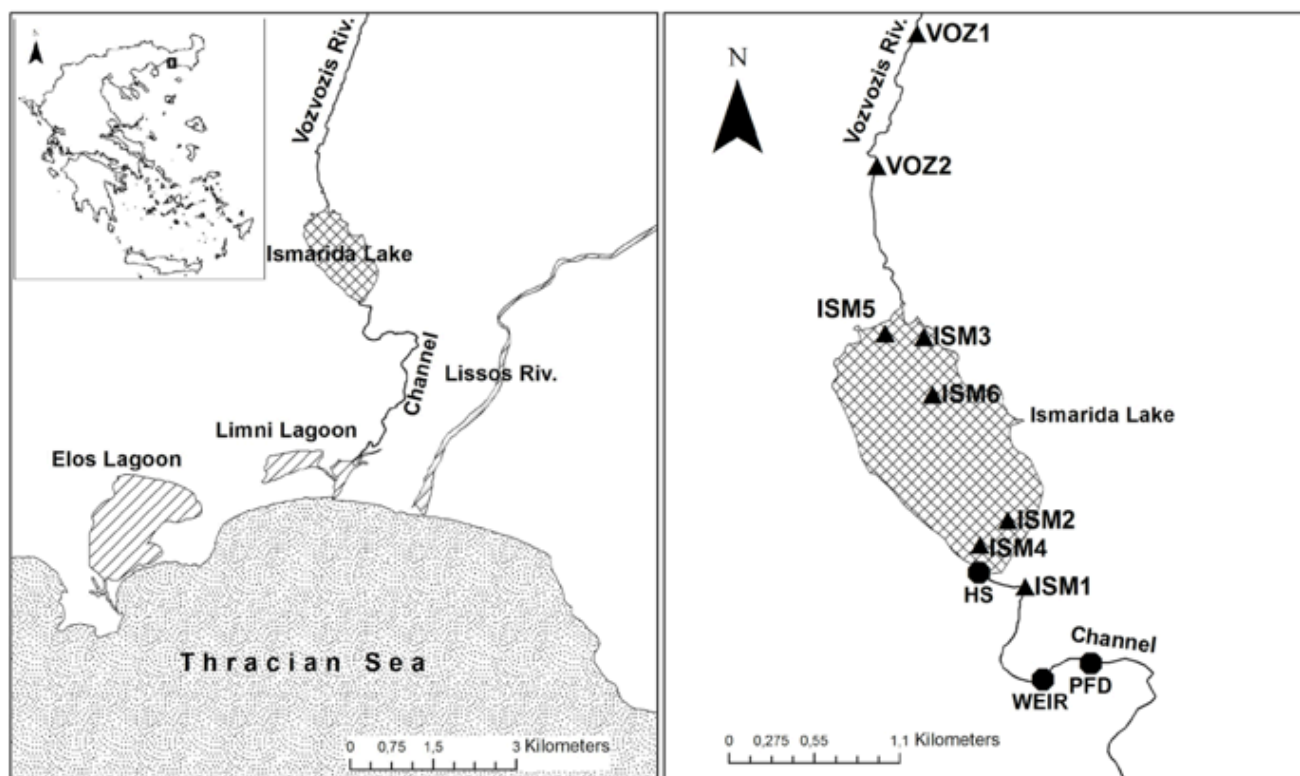 Vozvozis Riv.
Ismarida Lake
Channel
Lissos Riv.
Limni Lagoon
Elos Lagoon
Thracian Sea
0 0,75 1,5 3 Kilometers
N
VOZ1
Vozvozis Riv.
VOZ2
ISM5
ISM3
ISM6
Ismarida Lake
ISM2
ISM4
HS
ISM1
Channel
WEIR
PFD
0 0,275 0,55 1,1 Kilometers